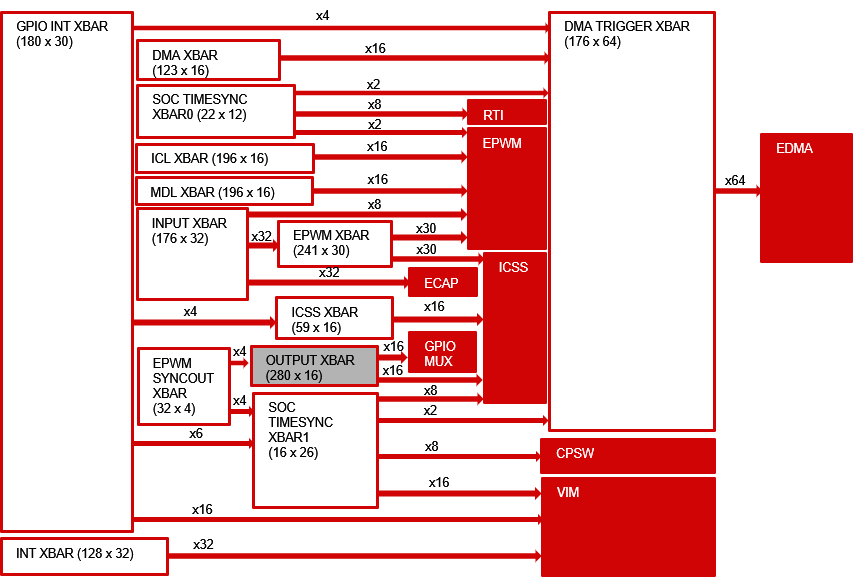 GPIO INT XBAR
(180 x 30)
x4
DMA TRIGGER XBAR
(176 x 64)
DMA XBAR
(123 x 16)
x16
SOC TIMESYNC
XBAR0 (22 x 12)
x2
x8
x2
RTI
EPWM
ICL XBAR (196 x 16)
x16
MDL XBAR (196 x 16)
x16
INPUT XBAR
(176 x 32)
x8
x32
EPWM XBAR
(241 x 30)
x30
x30
x32
ECAP
ICSS
x4
ICSS XBAR
(59 x 16)
x16
EPWM
SYNCOUT
XBAR
(32 x 4)
x4
x4
OUTPUT XBAR
(280 x 16)
x16
x16
GPIO
MUX
x6
SOC
TIMESYNC
XBAR1
(16 x 26)
x8
x2
x8
x16
CPSW
VIM
x16
INT XBAR (128 x 32)
x32
x64
EDMA